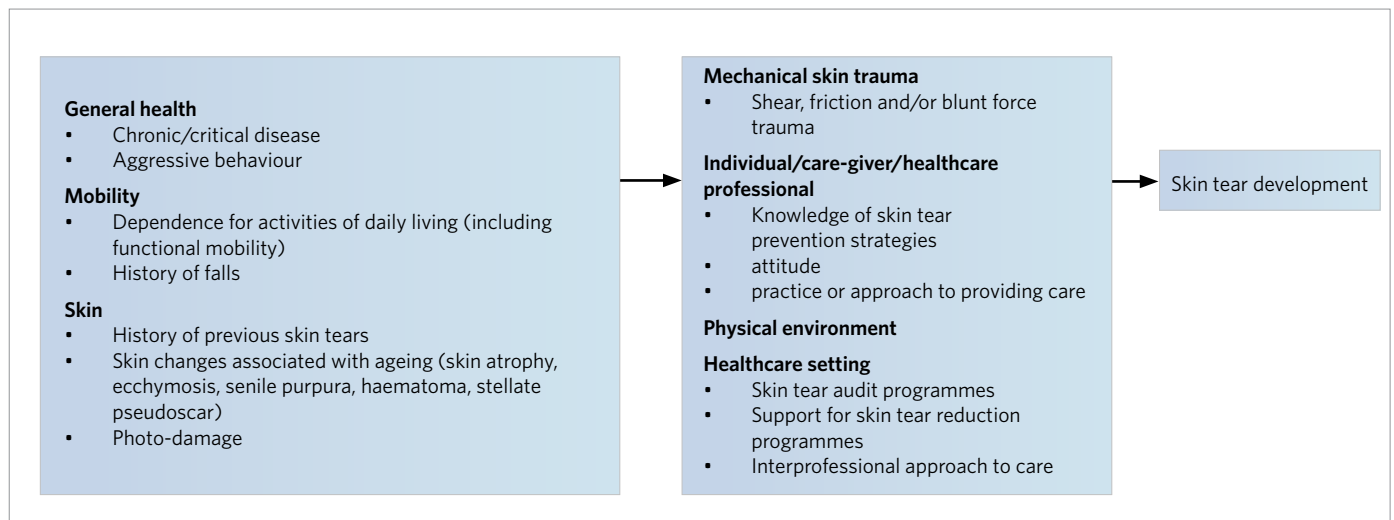 General health
• Chronic/critical disease
• Aggressive behaviour
Mobility
• Dependence for activities of daily living (including
functional mobility)
• History of falls
Skin
• History of previous skin tears
• Skin changes associated with ageing (skin atrophy,
ecchymosis, senile purpura, haematoma, stellate
pseudoscar)
• Photo-damage
Mechanical skin trauma
• Shear, friction and/or blunt force
trauma
Individual/care-giver/healthcare
professional
• Knowledge of skin tear
prevention strategies
• attitude
• practice or approach to providing care
Physical environment
Healthcare setting
• Skin tear audit programmes
• Support for skin tear reduction
programmes
• Interprofessional approach to care
Skin tear development